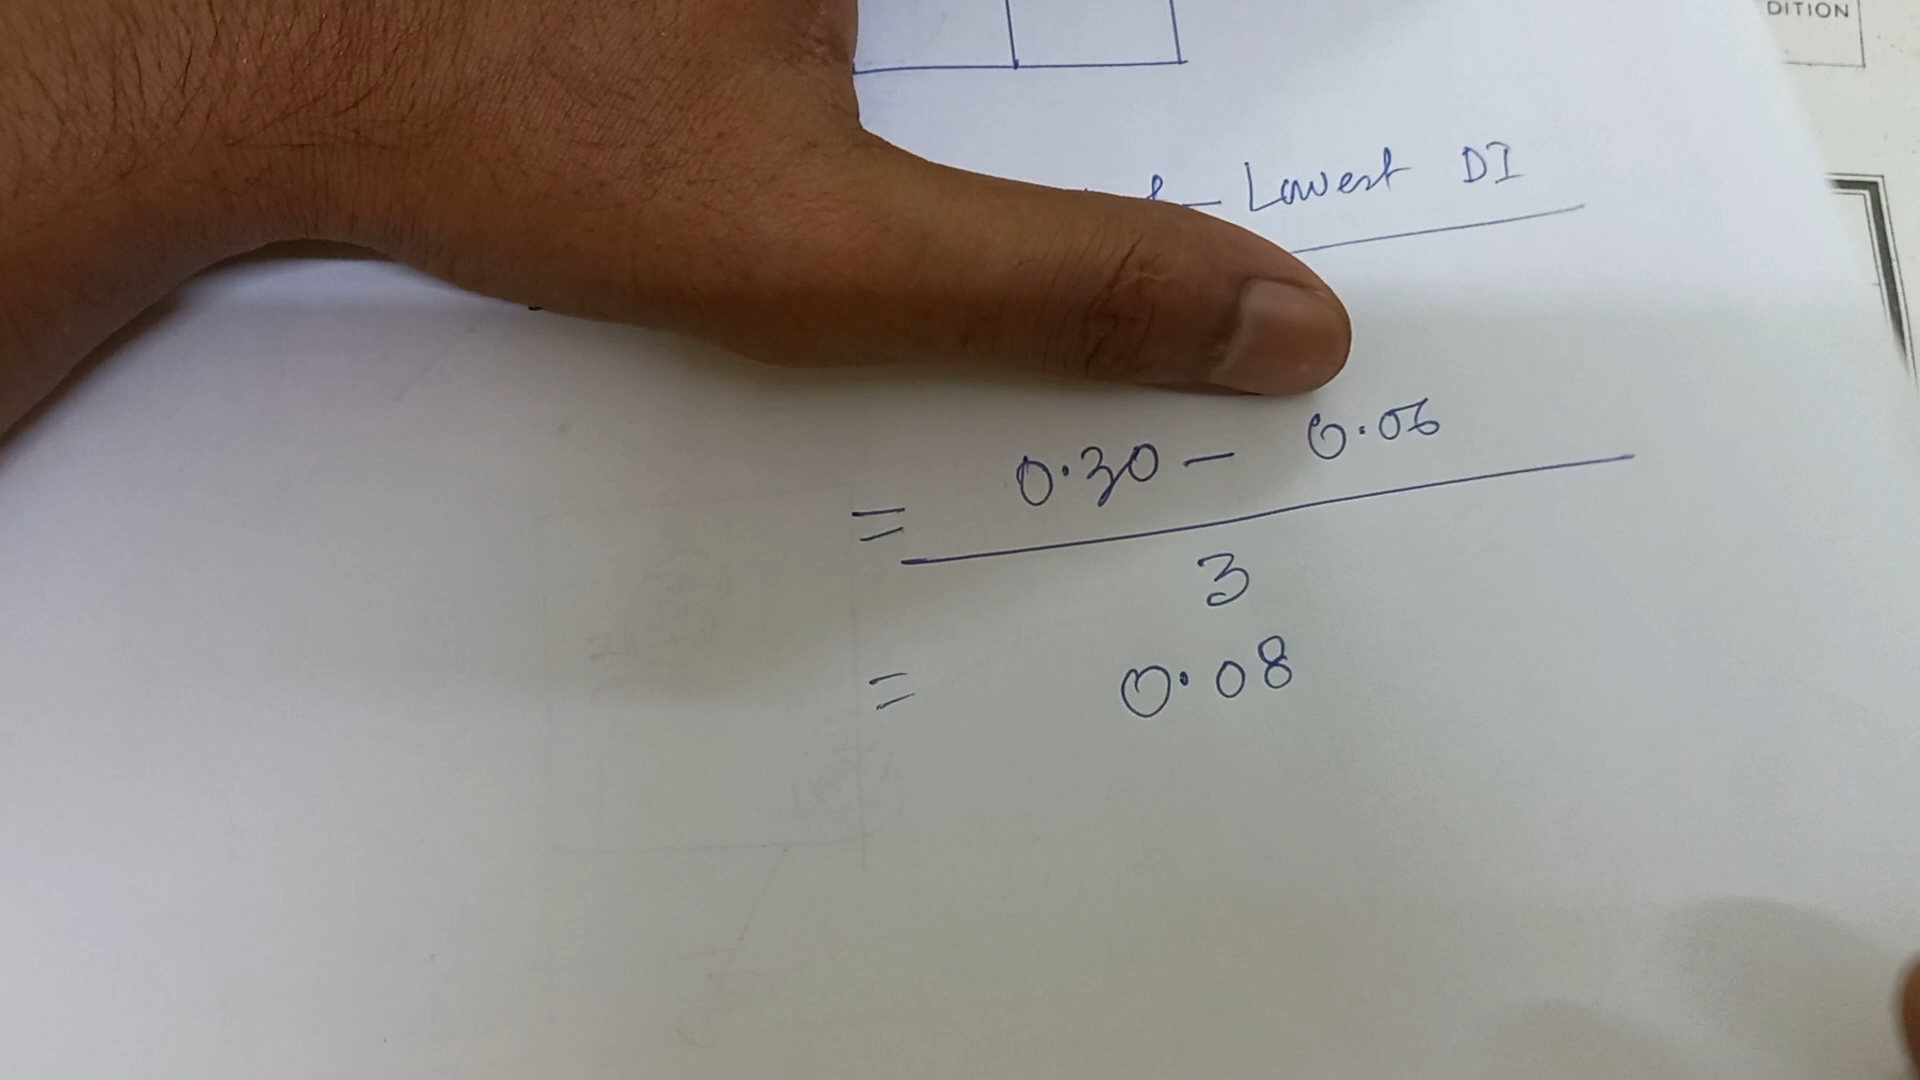 DITION
- Lowest DI
= 0.30 - 0.06
3
= 0.08